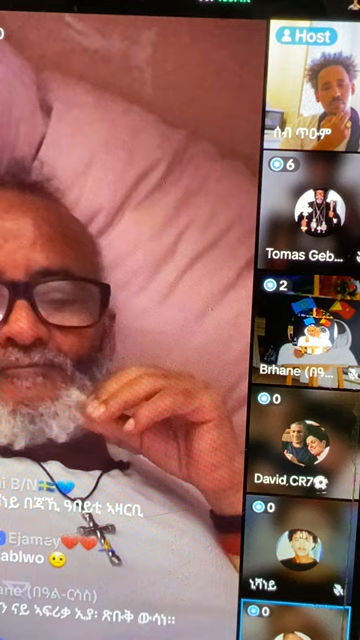 Host
ሰብ ጥዑም
6
Tomas Geb...
2
Brhane (በዓ...
0
David CR7
0
ኒሻነይ
0
i B/N
በጃኺ ዓበይቲ ኣዛርቢ
Ejamey
ablwo
ane (በዓል-ርሳስ)
ናይ ኣፍሪቃ ኢያ፡ ጽቡቅ ውሳነ።